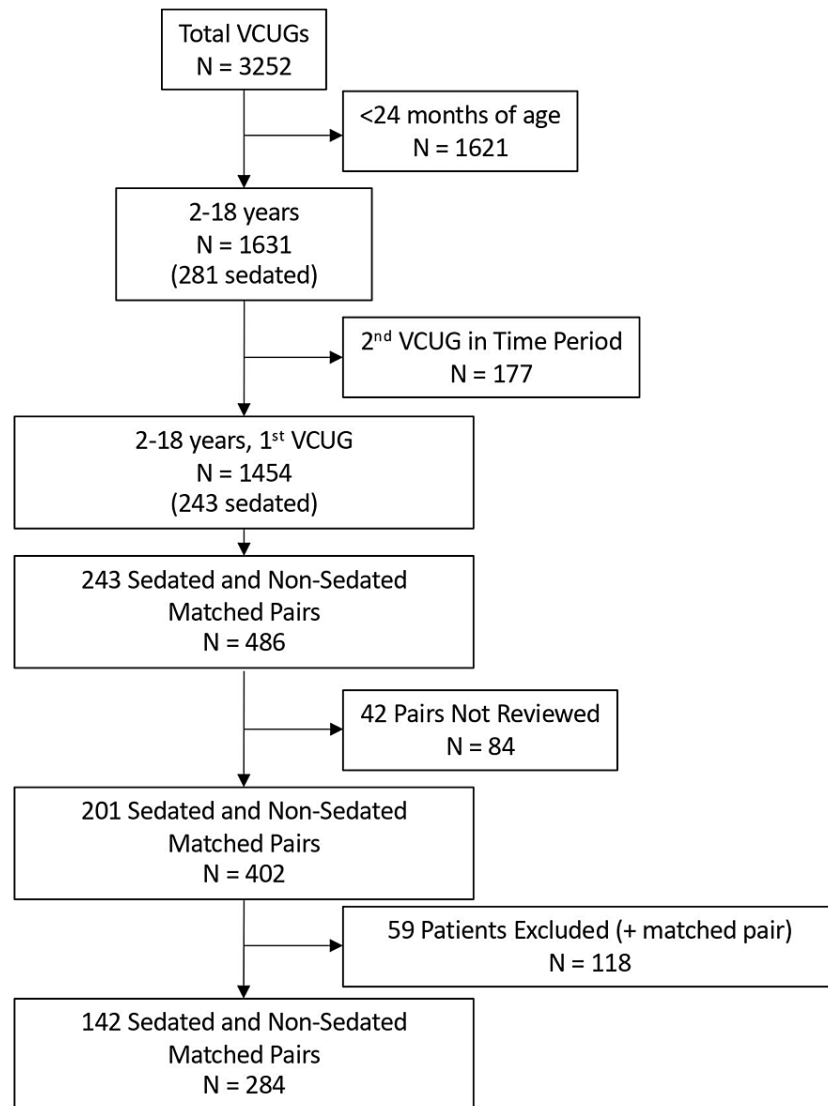 Total VCUGs
N = 3252
<24 months of age
N = 1621
2-18 years
N = 1631
(281 sedated)
2nd VCUG in Time Period
N = 177
2-18 years, 1st VCUG
N = 1454
(243 sedated)
243 Sedated and Non-Sedated
Matched Pairs
N = 486
42 Pairs Not Reviewed
N = 84
201 Sedated and Non-Sedated
Matched Pairs
N = 402
59 Patients Excluded (+ matched pair)
N = 118
142 Sedated and Non-Sedated
Matched Pairs
N = 284